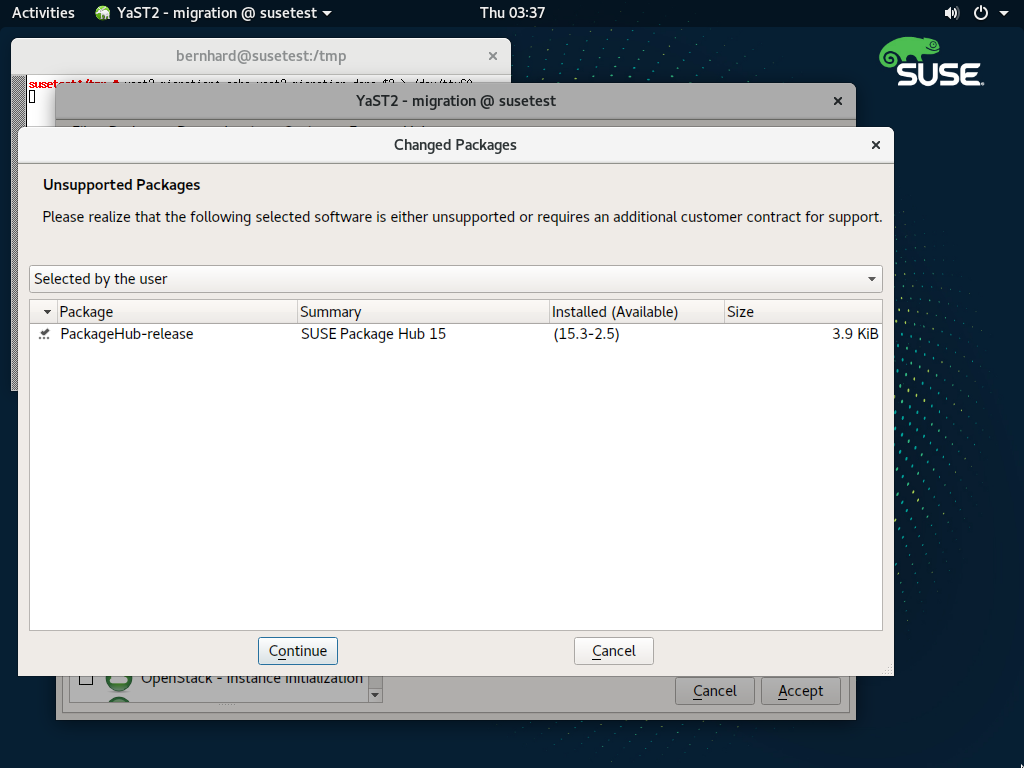 Activities YaST2 - migration @ susetest Thu 03:37
bernhard@susetest:/tmp
SUSE
YaST2 - migration @ susetest
Changed Packages
Unsupported Packages
Please realize that the following selected software is either unsupported or requires an additional customer contract for support.
Selected by the user
Package Summary Installed (Available) Size
PackageHub-release SUSE Package Hub 15 (15.3-2.5) 3.9 KiB
Continue Cancel
OpenStack - Instance Initialization
Cancel Accept